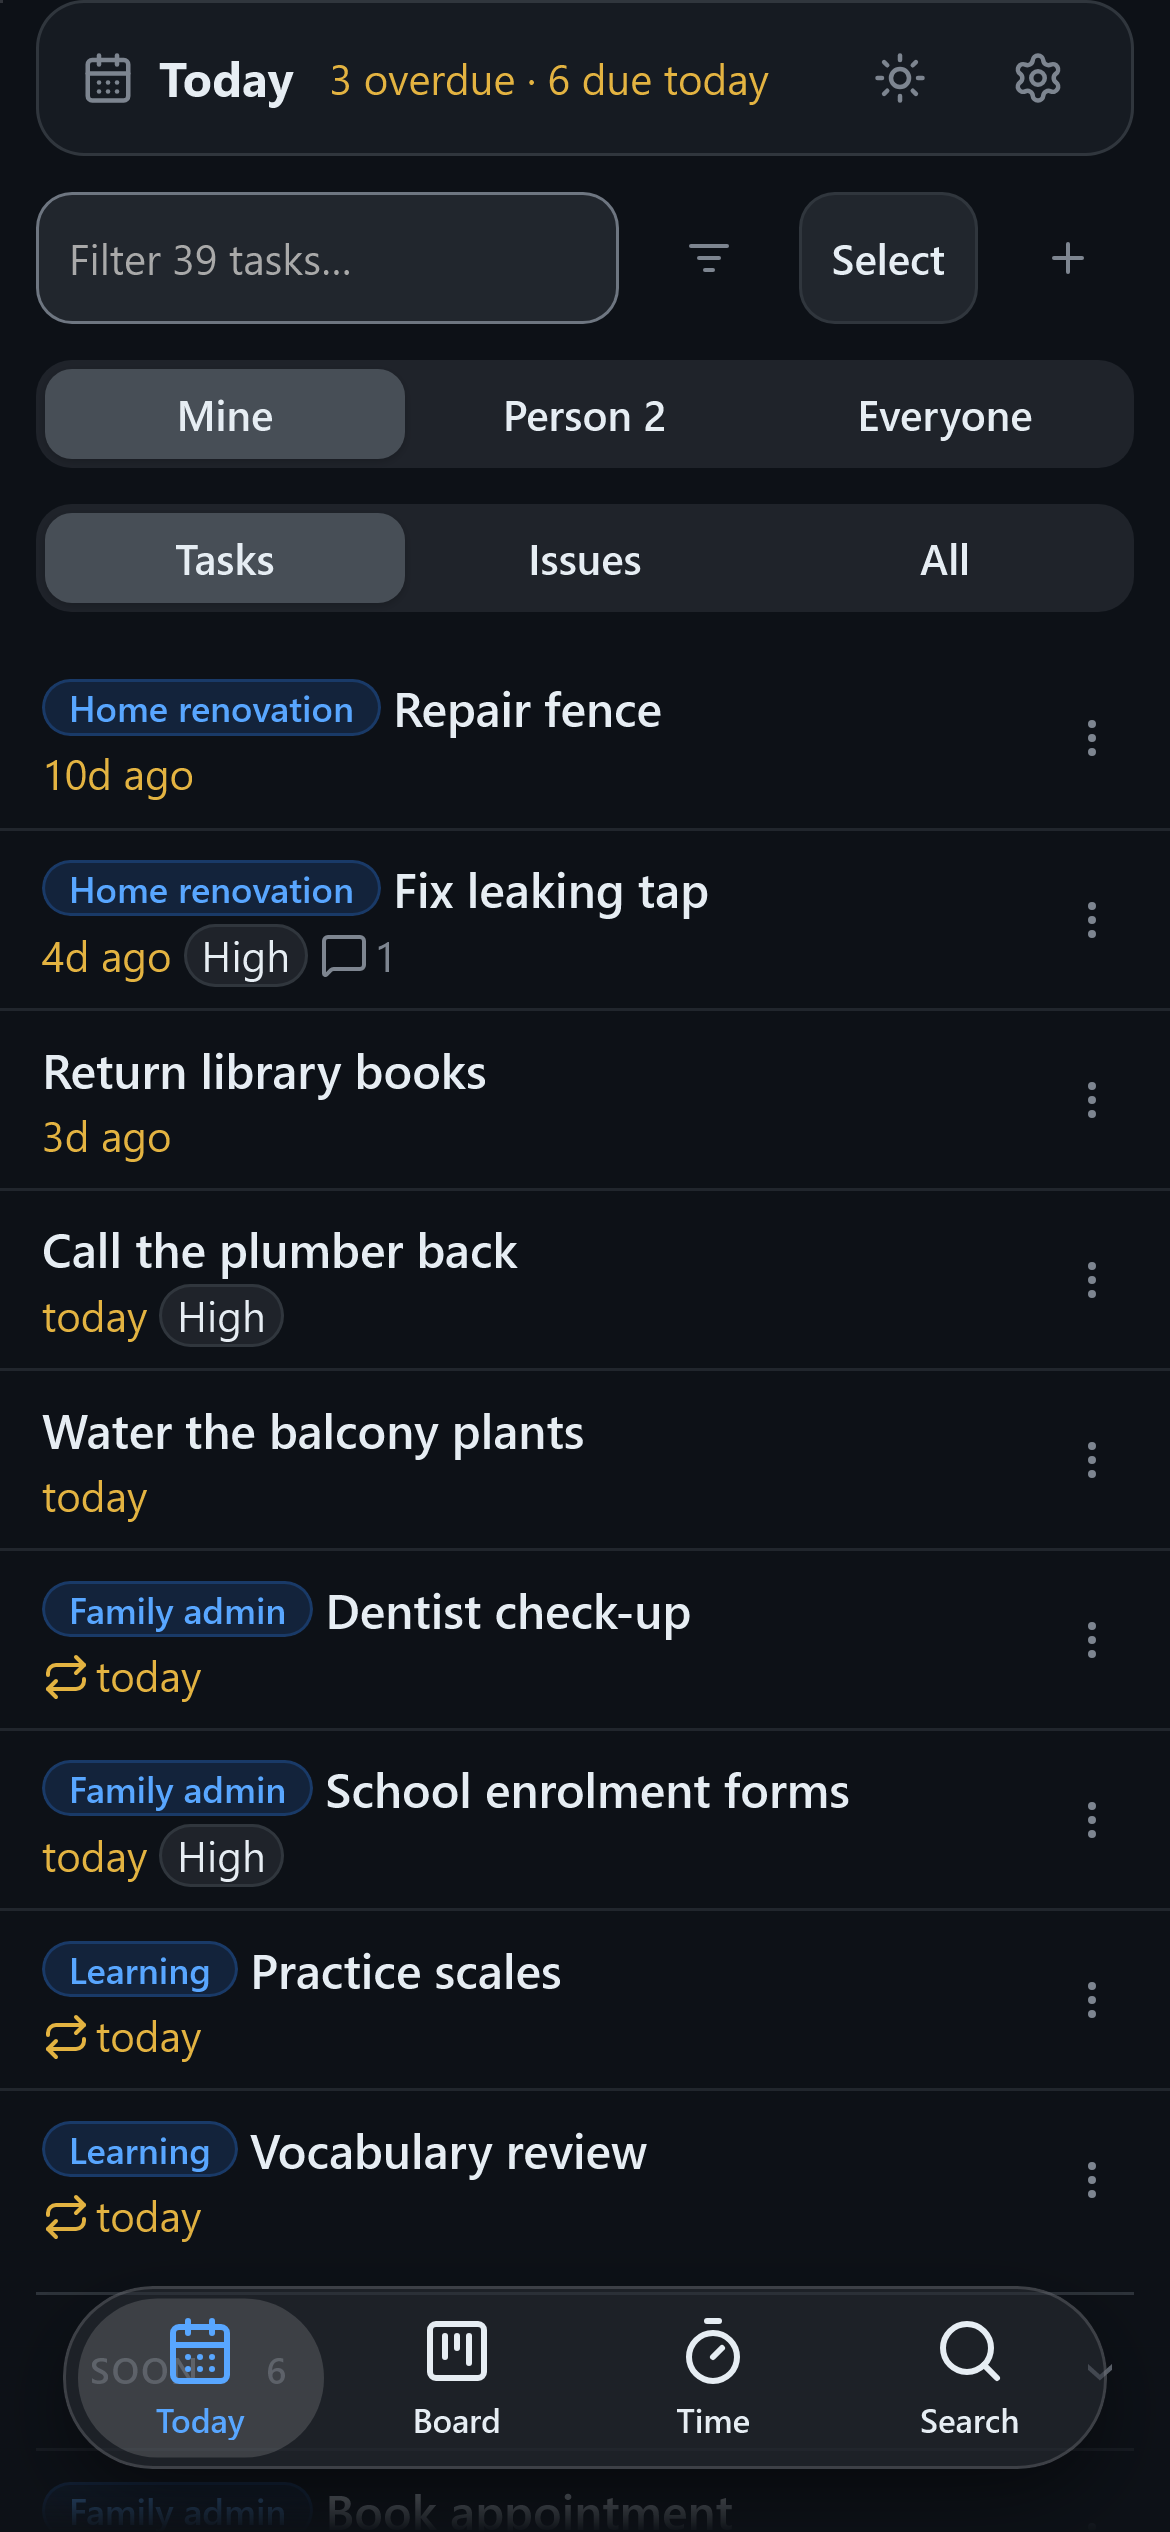 Today 3 overdue · 6 due today
Filter 39 tasks...
Select
Mine Person 2 Everyone
Tasks Issues All
Home renovation Repair fence
10d ago
Home renovation Fix leaking tap
4d ago High 1
Return library books
3d ago
Call the plumber back
today High
Water the balcony plants
today
Family admin Dentist check-up
today
Family admin School enrolment forms
today High
Learning Practice scales
today
Learning Vocabulary review
today
SOON 6
Today Board Time Search
Family admin Book appointment